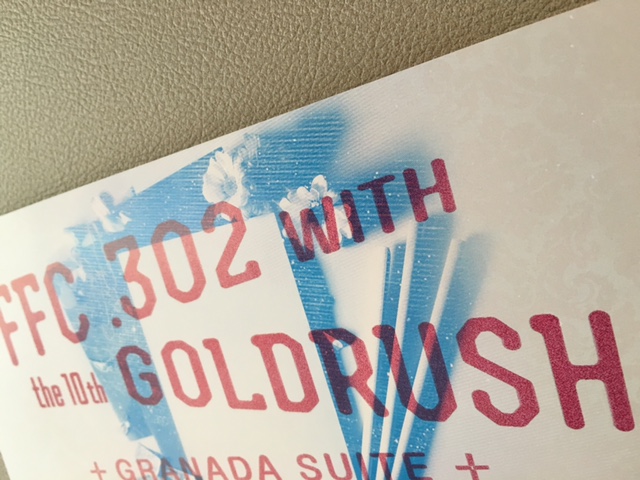 FFC .302 WITH
the 10th GOLDRUSH
+ GRANADA SUITE +